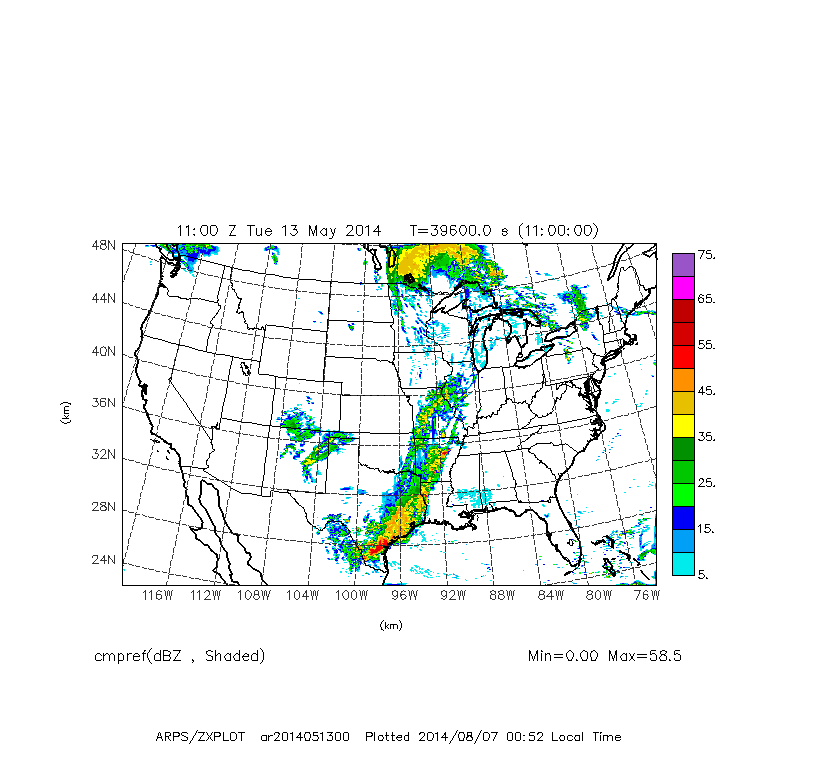 11:00 Z Tue 13 May 2014 T=39600.0 s (11:00:00)
48N
44N
40N
36N
32N
28N
24N
(km)
75.
65.
55.
45.
35.
25.
15.
5.
116W 112W 108W 104W 100W 96W 92W 88W 84W 80W 76W
(km)
cmpref(dBZ , Shaded) Min=0.00 Max=58.5
ARPS/ZXPLOT ar2014051300 Plotted 2014/08/07 00:52 Local Time